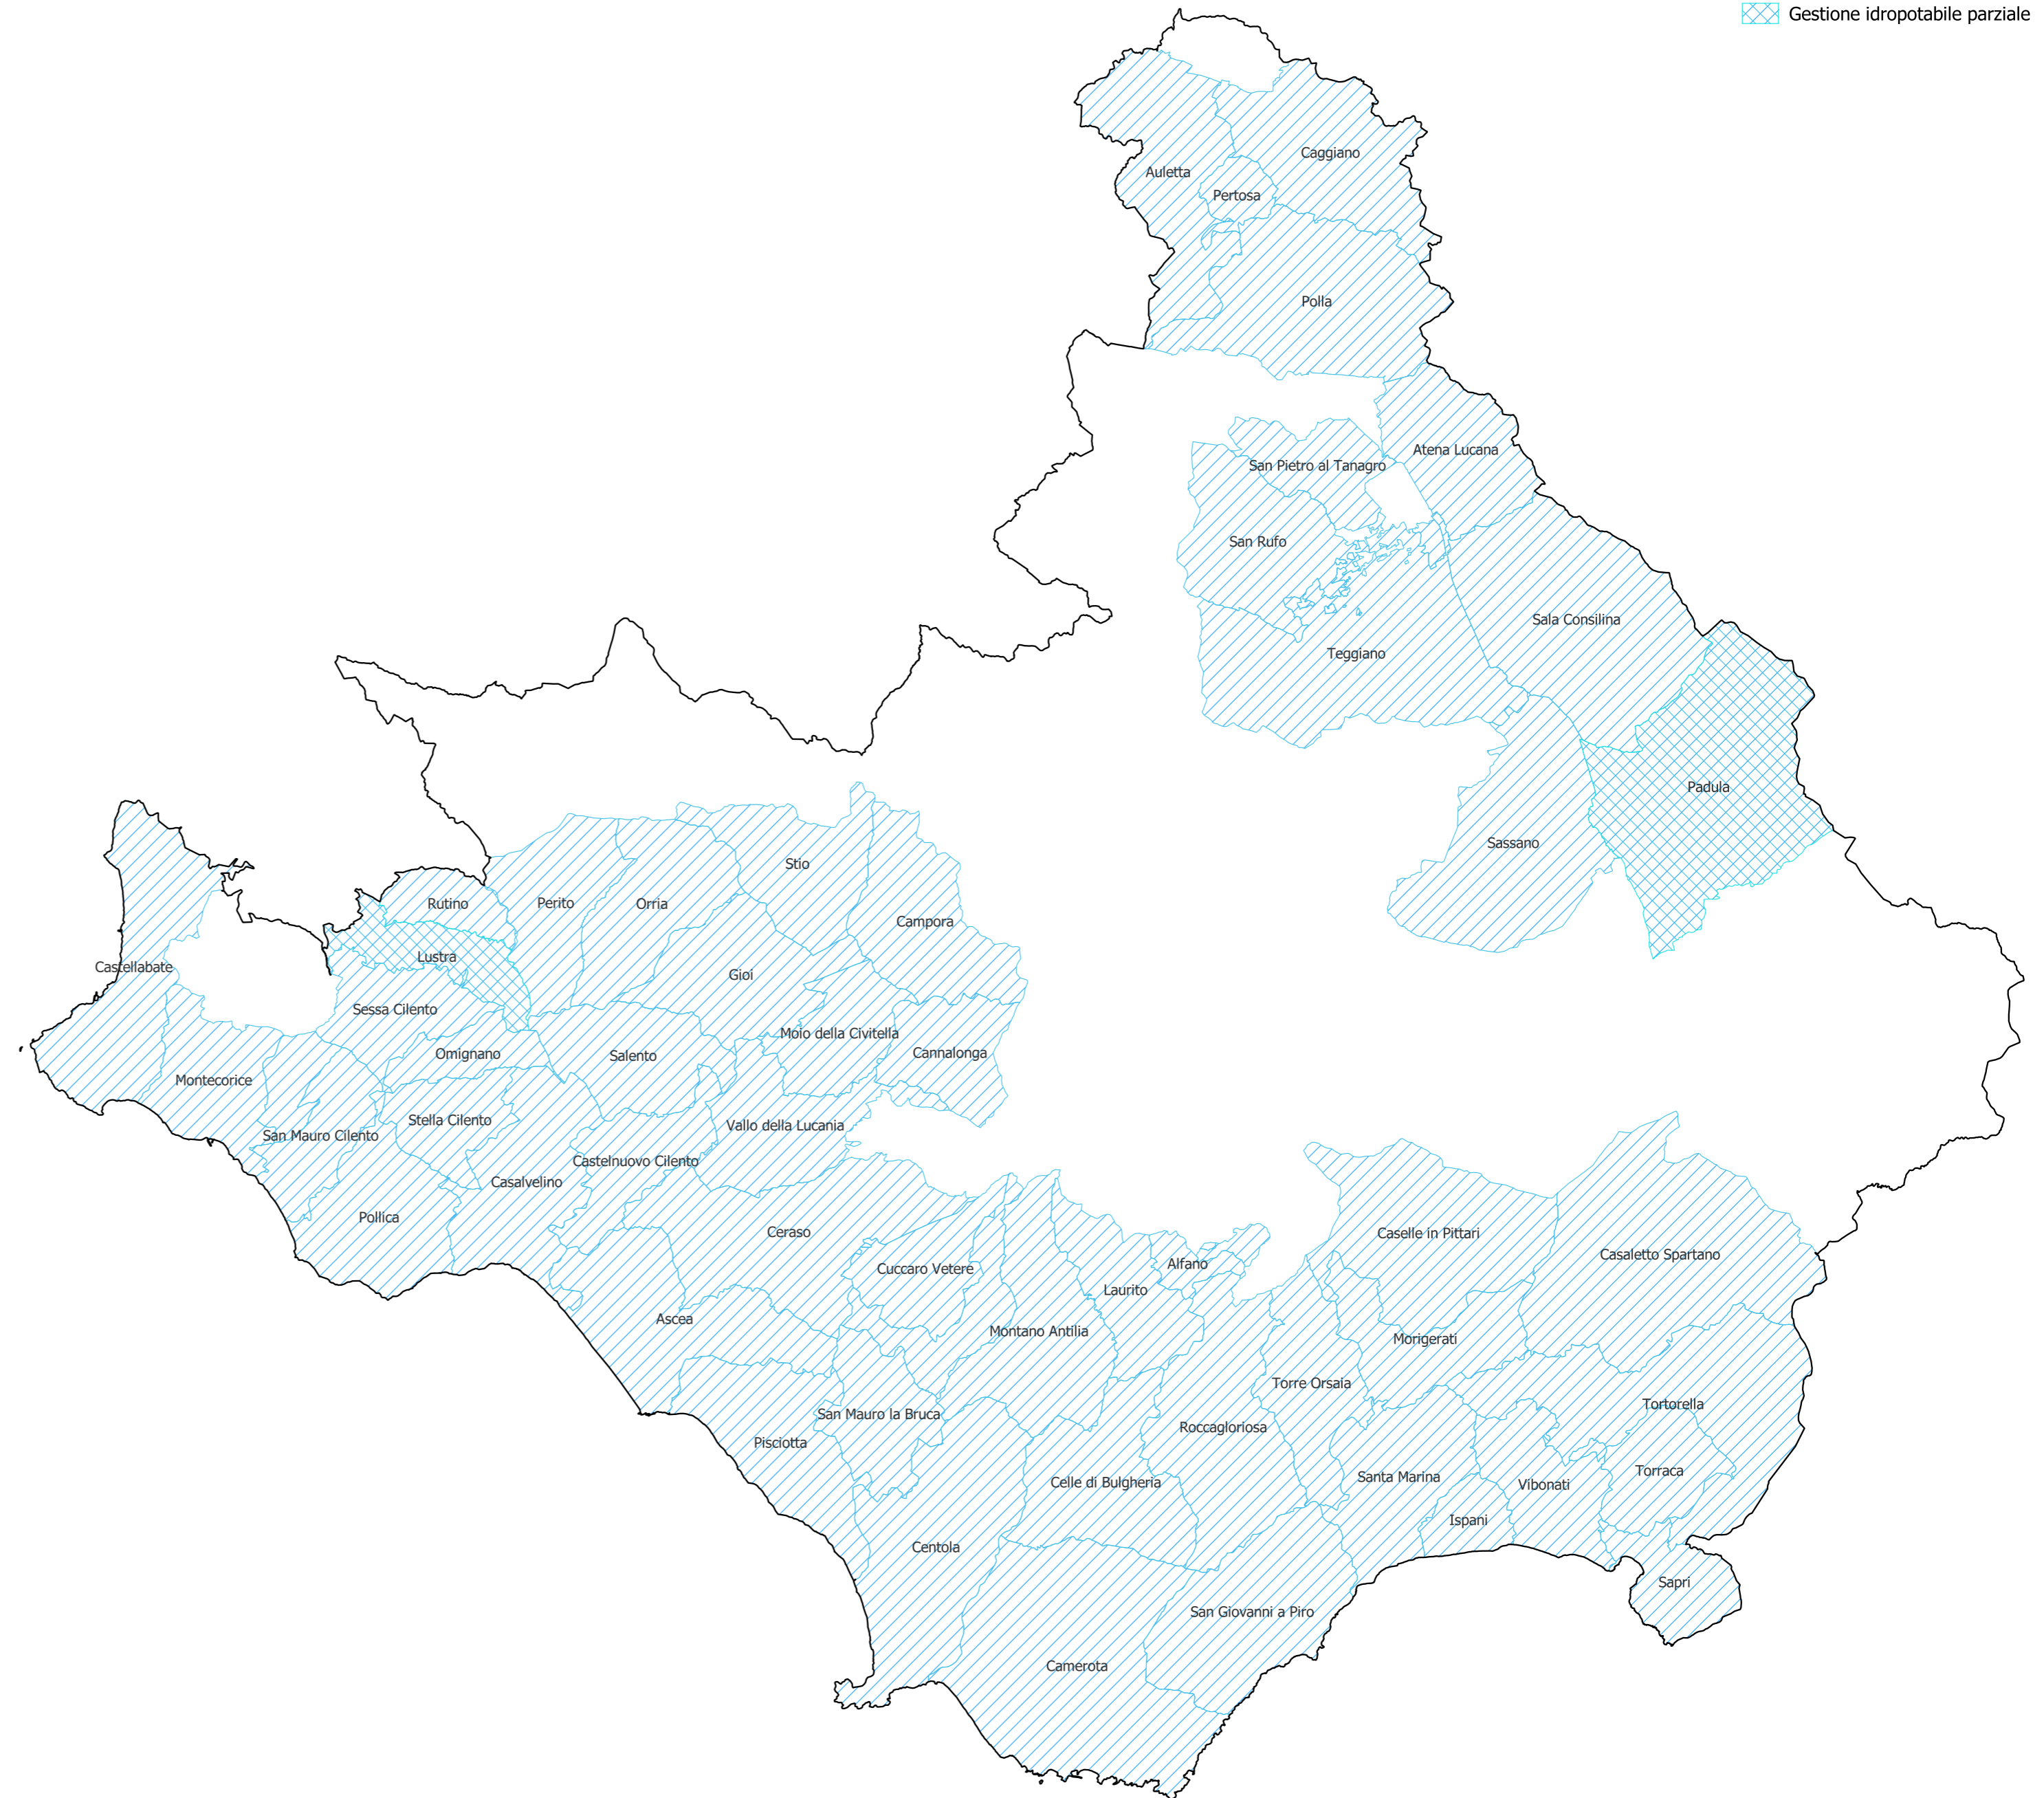 Gestione idropotabile parziale
Caggiano
Auletta
Pertosa
Polla
Atena Lucana
San Pietro al Tanagro
San Rufo
Sala Consilina
Teggiano
Padula
Sassano
Stio
Rutino
Perito
Orria
Campora
Lustra
Castellabate
Gioi
Sessa Cilento
Moio della Civitella
Omignano
Salento
Cannalonga
Montecorice
Stella Cilento
Vallo della Lucania
San Mauro Cilento
Castelnuovo Cilento
Casalvelino
Pollica
Ceraso
Caselle in Pittari
Casaletto Spartano
Alfano
Cuccaro Vetere
Laurito
Ascea
Montano Antilia
Morigerati
Torre Orsaia
Tortorella
San Mauro la Bruca
Roccagloriosa
Pisciotta
Torraca
Santa Marina
Celle di Bulgheria
Vibonati
Ispani
Centola
Sapri
San Giovanni a Piro
Camerota